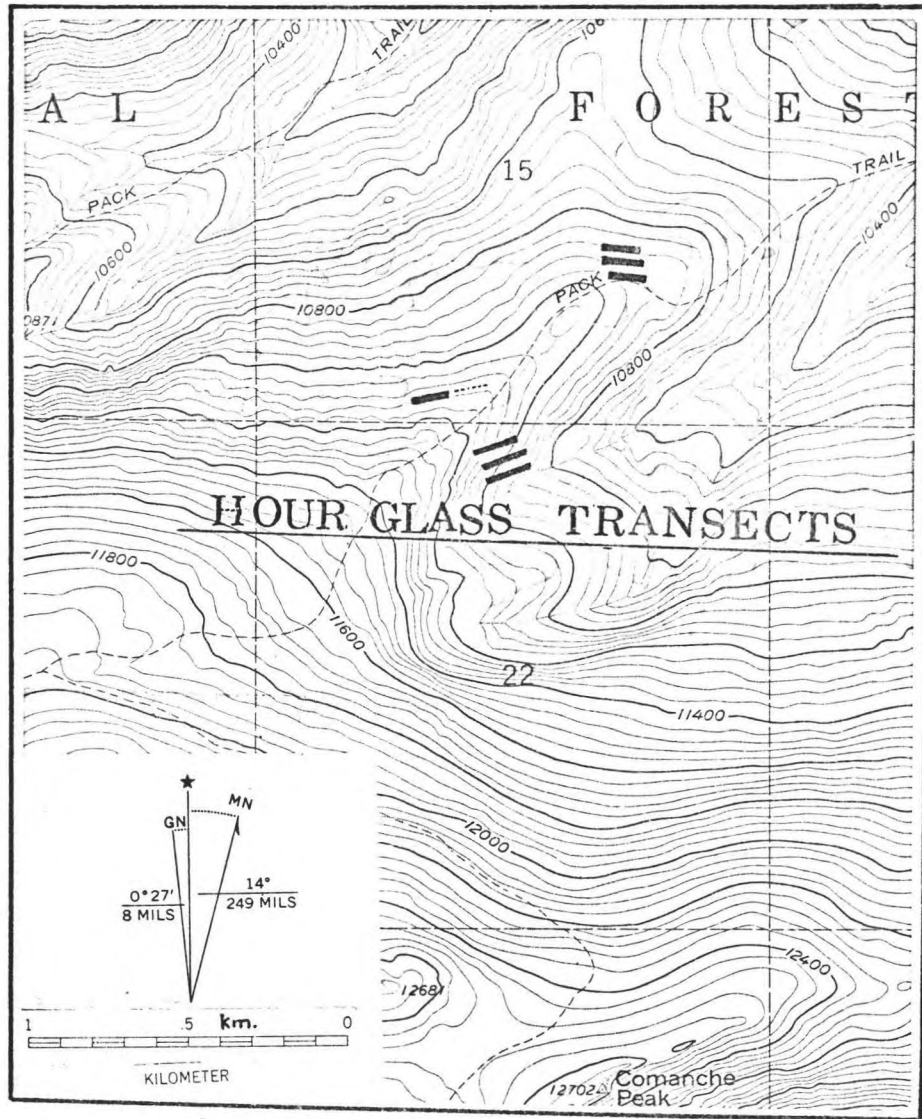 10400
TRAIL
A L F O R E S T
15
PACK
TRAIL
10600
10400
PACK
10871
10800
10800
HOUR GLASS TRANSECTS
11800
11600
22
11400
MN
GN
12000
0°27'
8 MILS
14°
249 MILS
12400
12681
1 .5 km. 0
KILOMETER
12702
Comanche
Peak